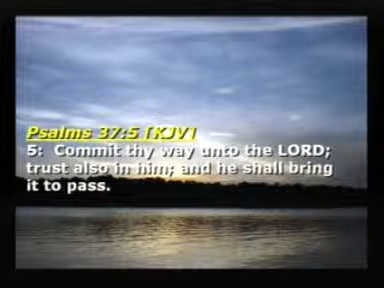 Psalms 37:5 [KJV]
5: Commit thy way unto the LORD;
trust also in him; and he shall bring
it to pass.